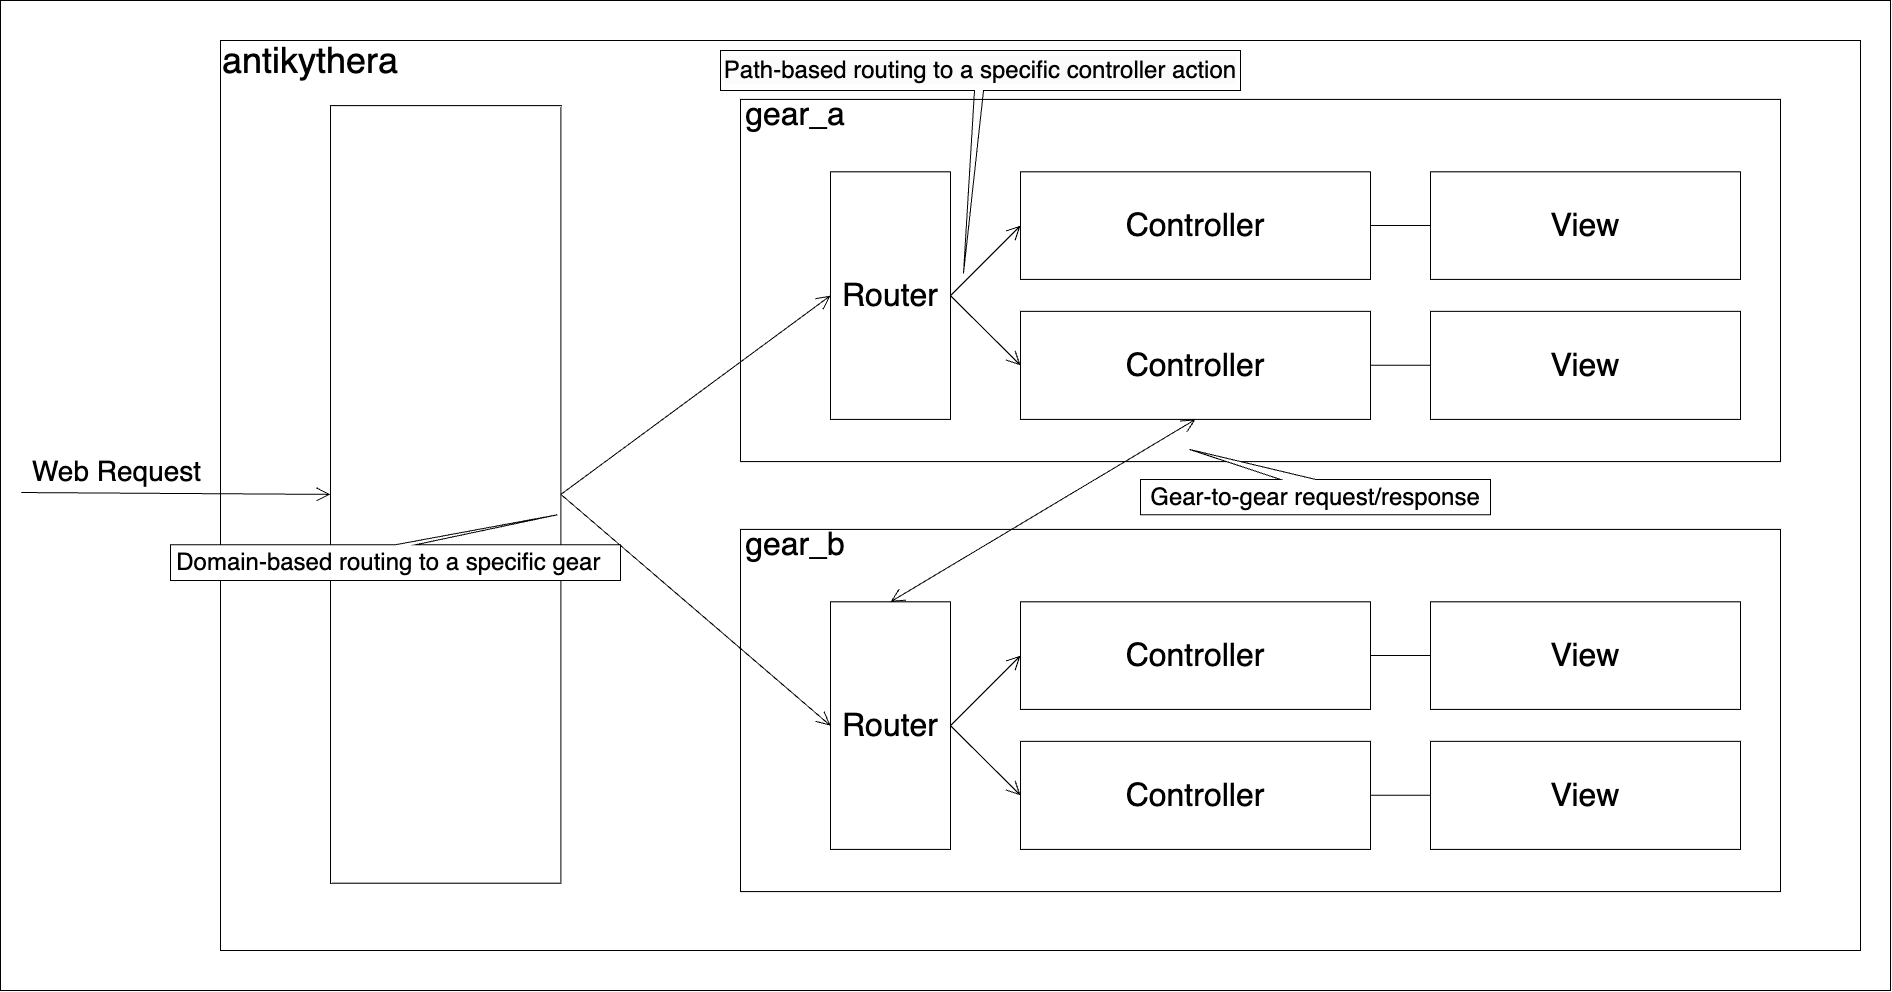 antikythera
Path-based routing to a specific controller action
gear_a
Router
Controller
View
Controller
View
Web Request
Domain-based routing to a specific gear
Gear-to-gear request/response
gear_b
Router
Controller
View
Controller
View